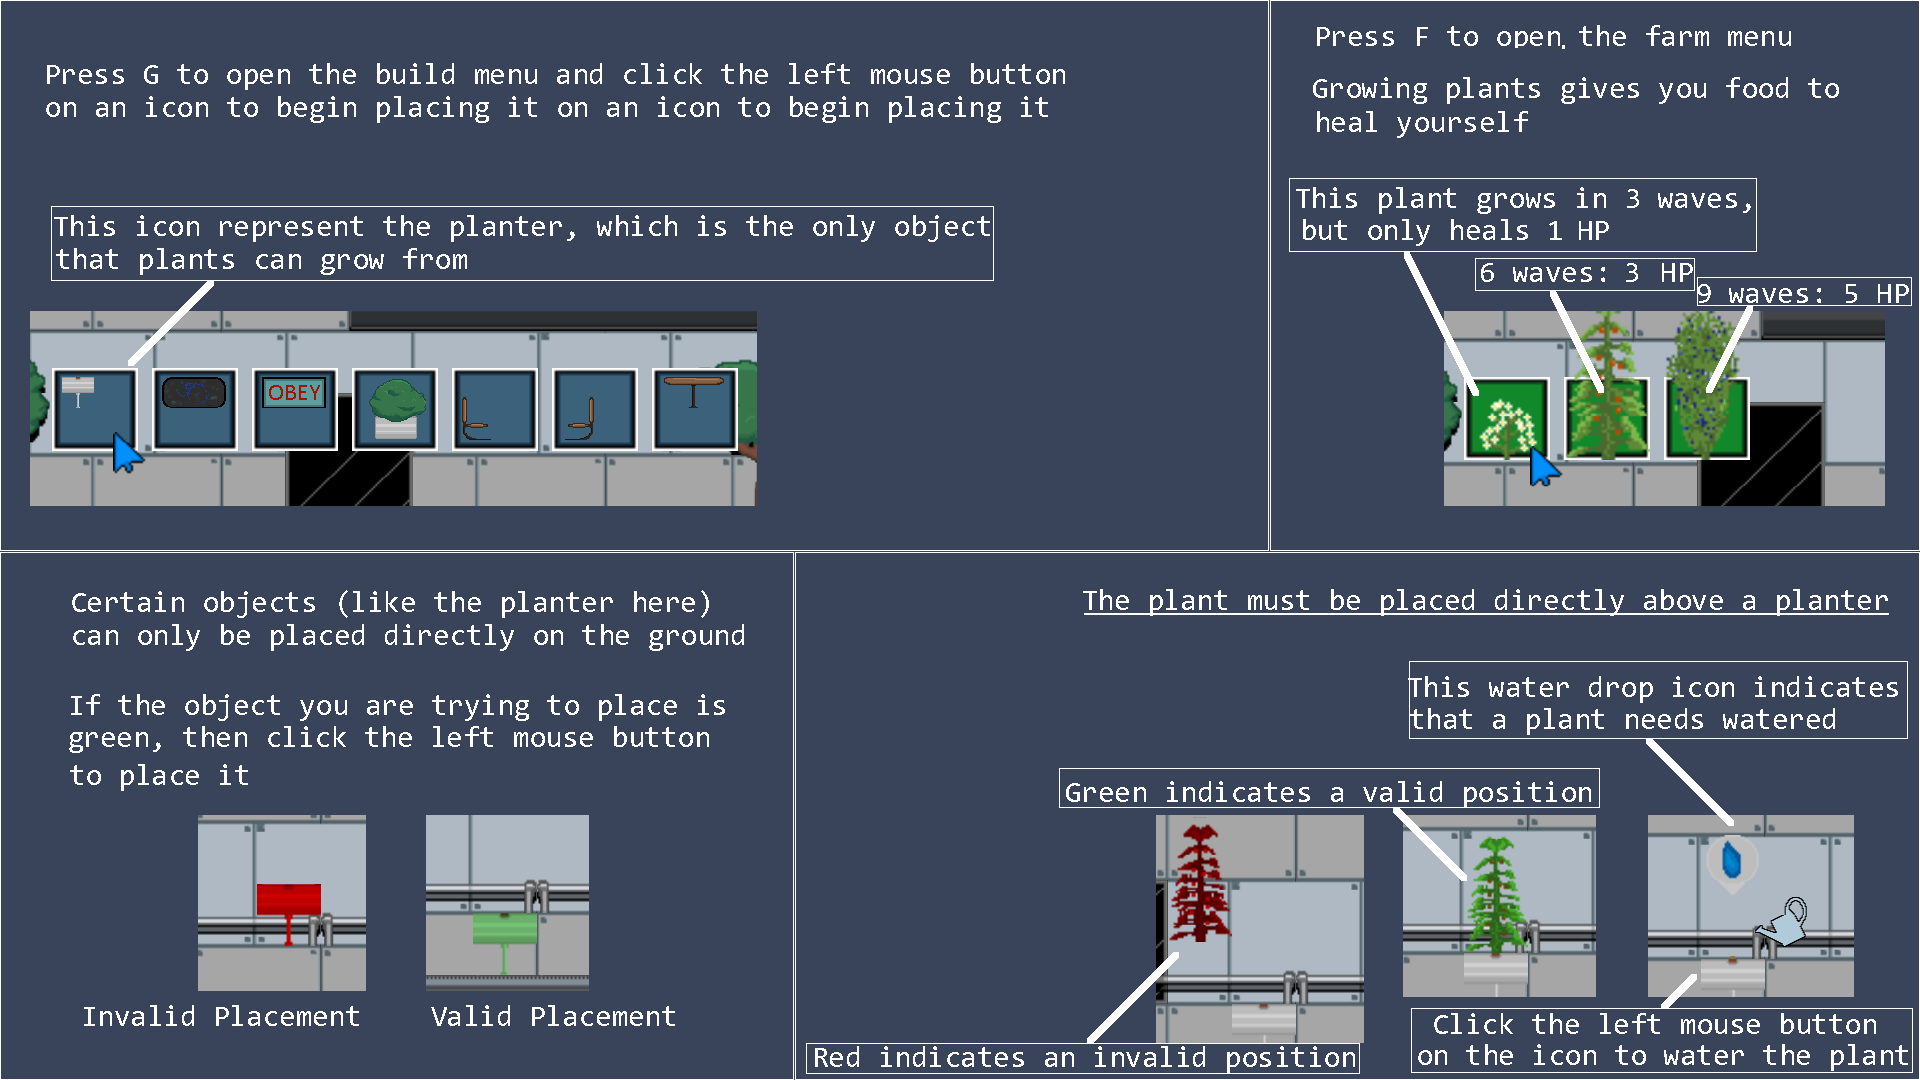 Press G to open the build menu and click the left mouse button
on an icon to begin placing it on an icon to begin placing it
This icon represent the planter, which is the only object
that plants can grow from
OBEY
Press F to open the farm menu
Growing plants gives you food to
heal yourself
This plant grows in 3 waves,
but only heals 1 HP
6 waves: 3 HP
9 waves: 5 HP
Certain objects (like the planter here)
can only be placed directly on the ground
If the object you are trying to place is
green, then click the left mouse button
to place it
Invalid Placement
Valid Placement
The plant must be placed directly above a planter
This water drop icon indicates
that a plant needs watered
Green indicates a valid position
Red indicates an invalid position
Click the left mouse button
on the icon to water the plant